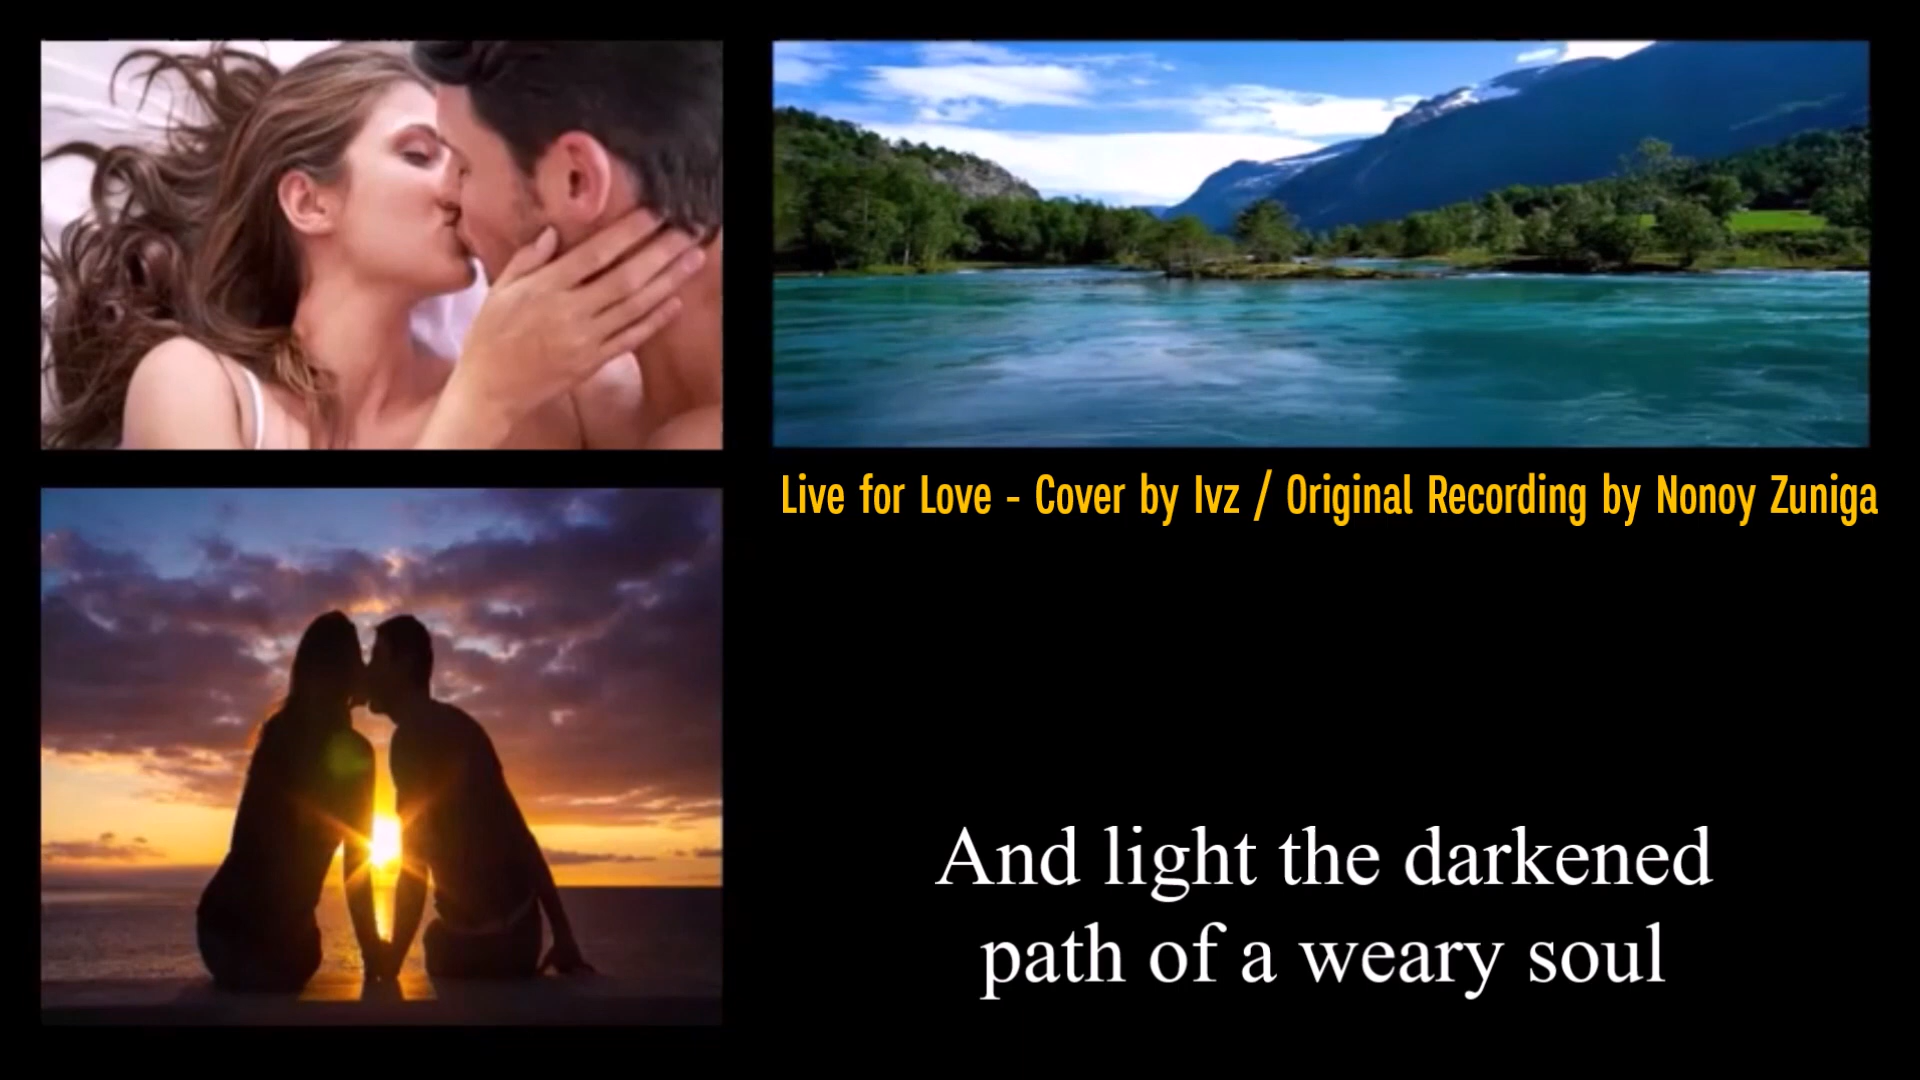 Live for Love - Cover by Ivz / Original Recording by Nonoy Zuniga
And light the darkened
path of a weary soul